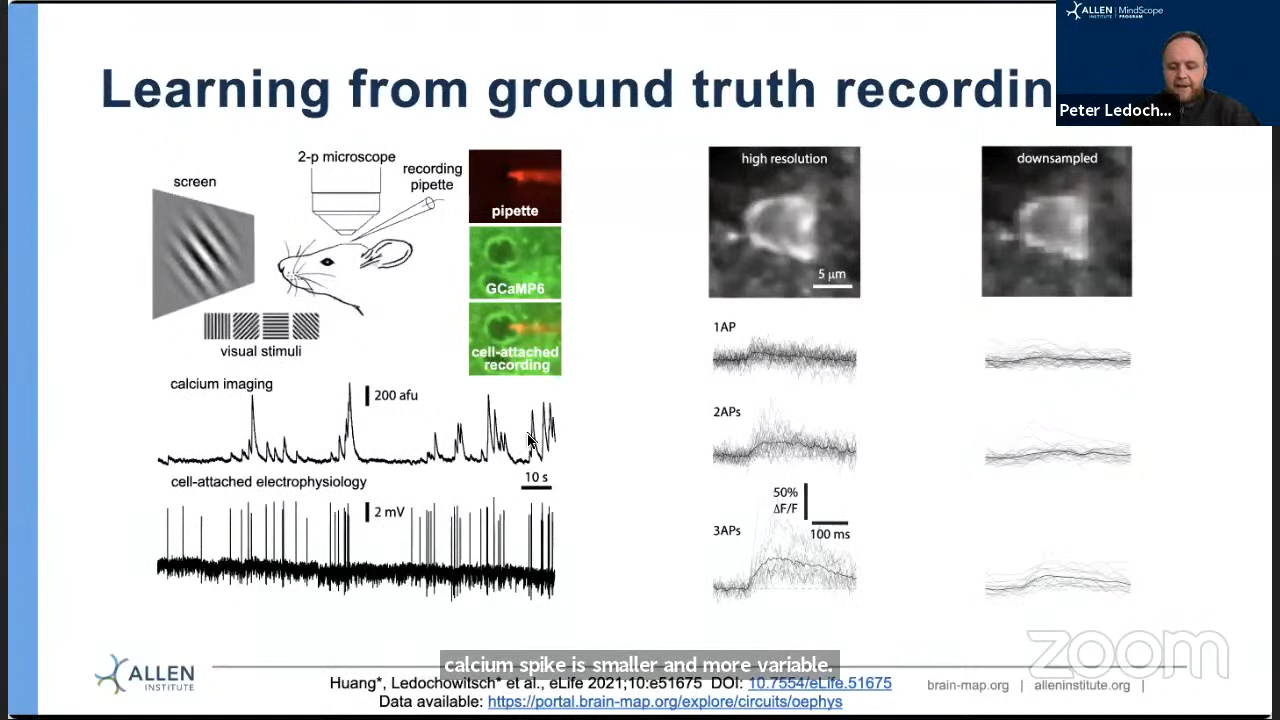 ALLEN INSTITUTE | MindScope PROGRAM
Peter Ledoch...
Learning from ground truth recordin
screen
2-p microscope
recording pipette
visual stimuli
pipette
GCaMP6
cell-attached recording
calcium imaging
200 afu
10 s
cell-attached electrophysiology
2 mV
high resolution
5 μm
downsampled
1AP
2APs
3APs
50% ΔF/F
100 ms
zoom
calcium spike is smaller and more variable.
ALLEN INSTITUTE
Huang*, Ledochowitsch* et al., eLife 2021;10:e51675 DOI: 10.7554/eLife.51675
Data available: https://portal.brain-map.org/explore/circuits/oephys
brain-map.org | alleninstitute.org |